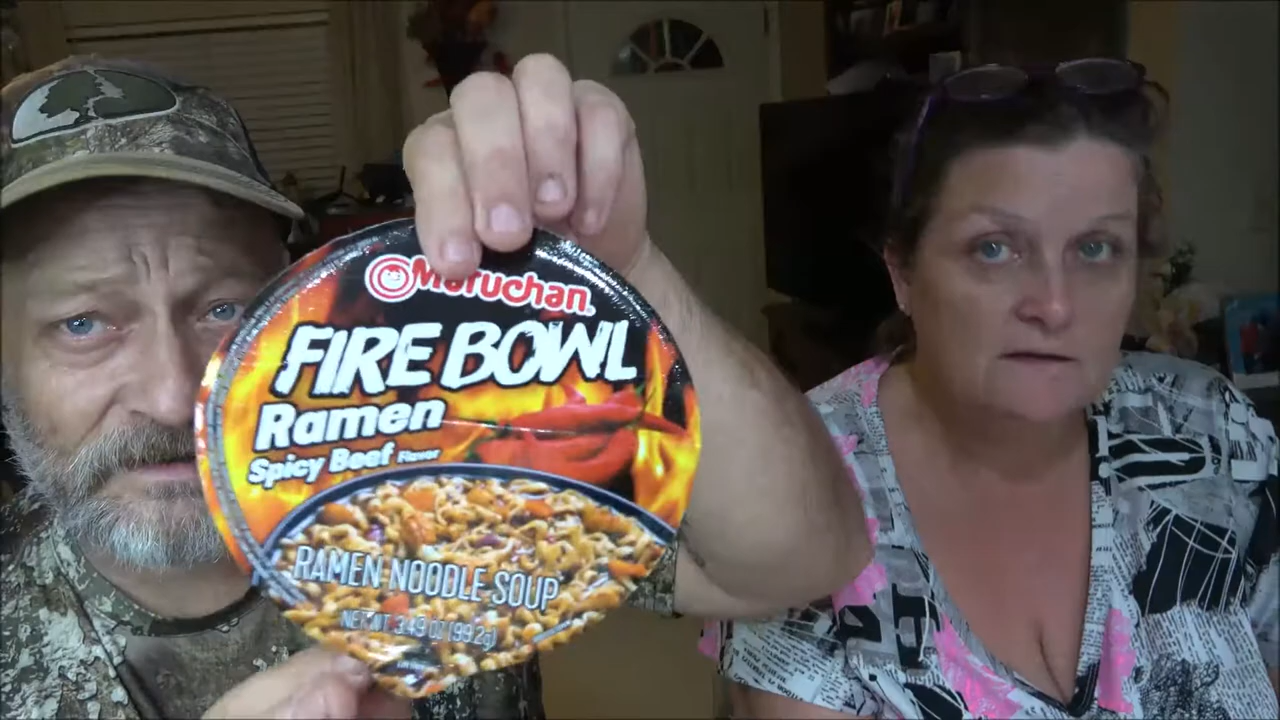 Maruchan
FIRE BOWL
Ramen
Spicy Beef Flavor
RAMEN NOODLE SOUP
NET WT 3.49 OZ (99.2g)